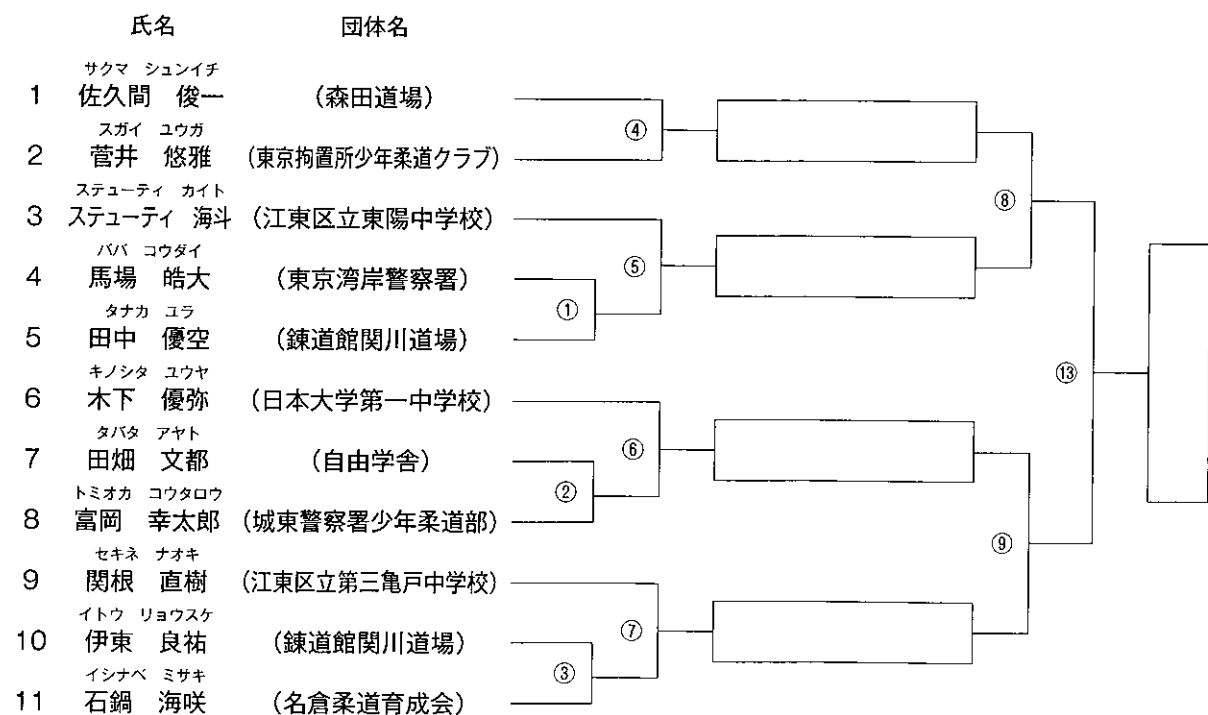 氏名 団体名
サクマ シュンイチ
1 佐久間 俊一 (森田道場)
スガイ ユウガ
2 菅井 悠雅 (東京拘置所少年柔道クラブ)
ステューティ カイト
3 ステューティ 海斗 (江東区立東陽中学校)
ババ コウダイ
4 馬場 皓大 (東京湾岸警察署)
タナカ ユラ
5 田中 優空 (錬道館関川道場)
キノシタ ユウヤ
6 木下 優弥 (日本大学第一中学校)
タバタ アヤト
7 田畑 文都 (自由学舎)
トミオカ コウタロウ
8 富岡 幸太郎 (城東警察署少年柔道部)
セキネ ナオキ
9 関根 直樹 (江東区立第三亀戸中学校)
イトウ リョウスケ
10 伊東 良祐 (錬道館関川道場)
イシナベ ミサキ
11 石鍋 海咲 (名倉柔道育成会)
④
⑤
①
⑥
②
⑦
③
⑧
⑨
⑬